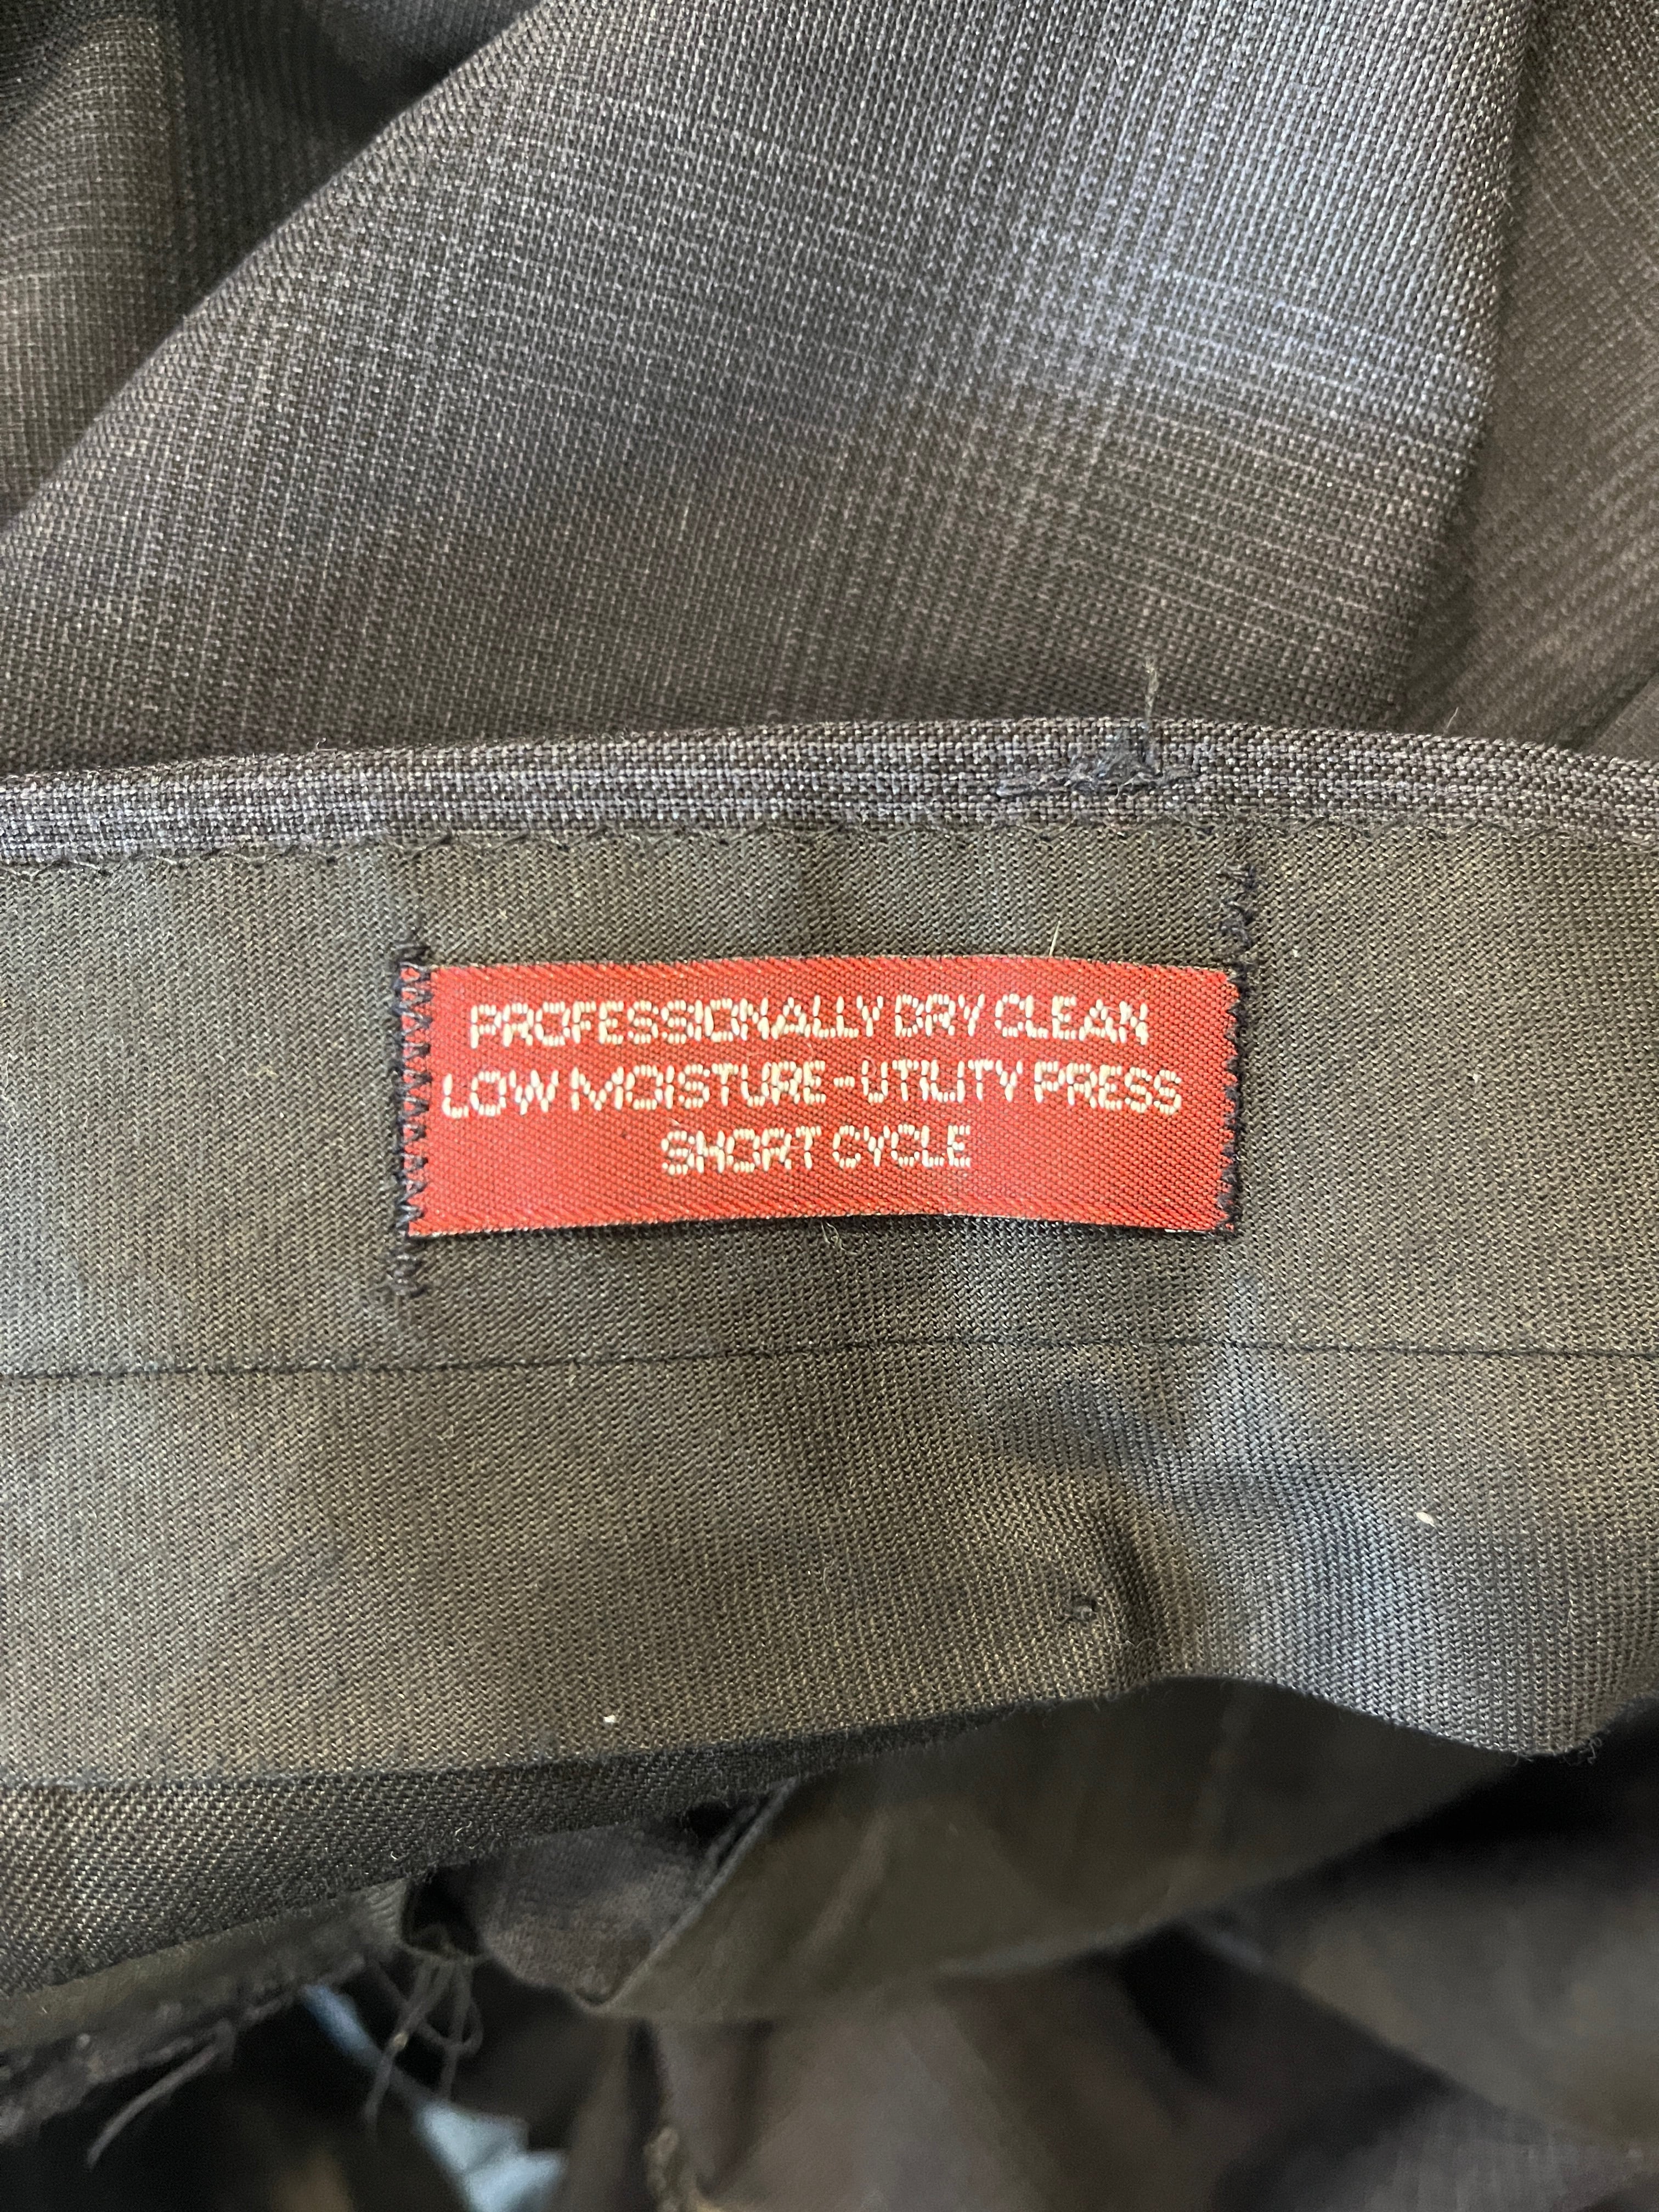 PROFESSIONALLY DRY CLEAN
LOW MOISTURE-UTILITY PRESS
SHORT CYCLE